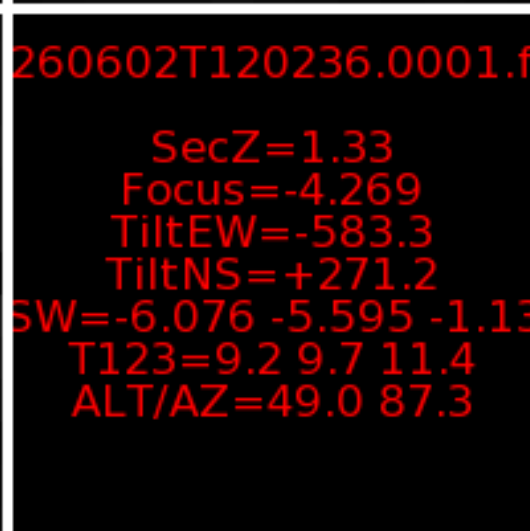 260602T120236.0001.f
SecZ=1.33
Focus=-4.269
TiltEW=-583.3
TiltNS=+271.2
SW=-6.076 -5.595 -1.13
T123=9.2 9.7 11.4
ALT/AZ=49.0 87.3